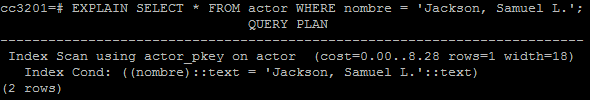 cc3201=# EXPLAIN SELECT * FROM actor WHERE nombre = 'Jackson, Samuel L.';
QUERY PLAN
--------------------------------------------------------------------------
Index Scan using actor_pkey on actor  (cost=0.00..8.28 rows=1 width=18)
Index Cond: ((nombre)::text = 'Jackson, Samuel L.'::text)
(2 rows)